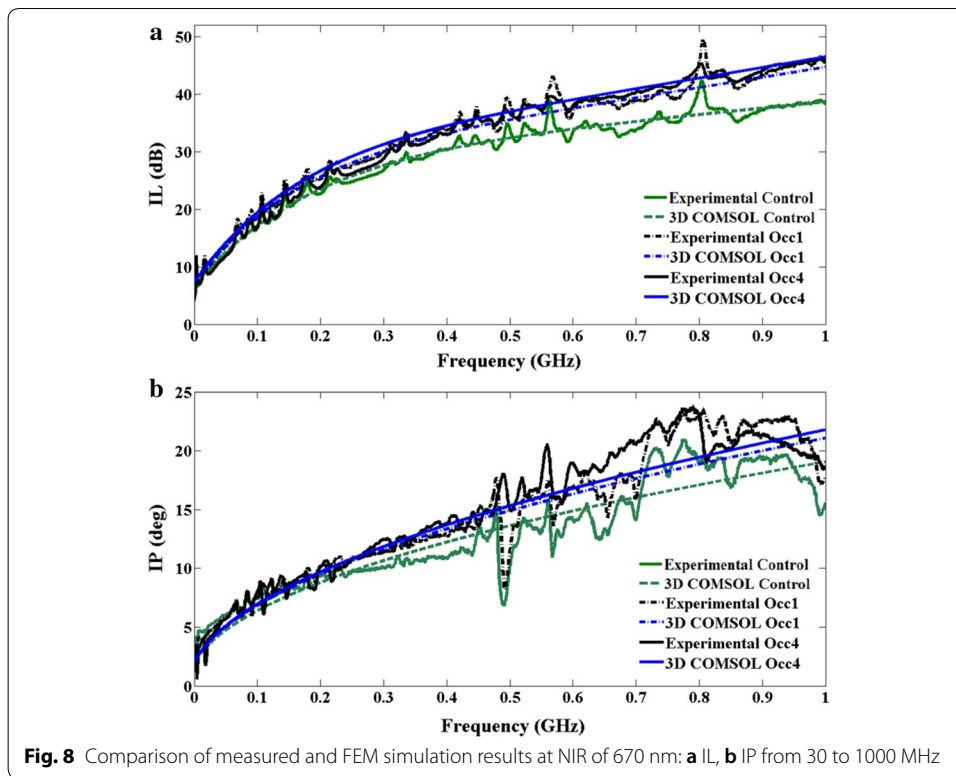 a
50
40
30
20
10
0
IL (dB)
Experimental Control
3D COMSOL Control
Experimental Occ1
3D COMSOL Occ1
Experimental Occ4
3D COMSOL Occ4
0 0.1 0.2 0.3 0.4 0.5 0.6 0.7 0.8 0.9 1
Frequency (GHz)
b
25
20
15
10
5
0
IP (deg)
Experimental Control
3D COMSOL Control
Experimental Occ1
3D COMSOL Occ1
Experimental Occ4
3D COMSOL Occ4
0 0.1 0.2 0.3 0.4 0.5 0.6 0.7 0.8 0.9 1
Frequency (GHz)
Fig. 8 Comparison of measured and FEM simulation results at NIR of 670 nm: a IL, b IP from 30 to 1000 MHz